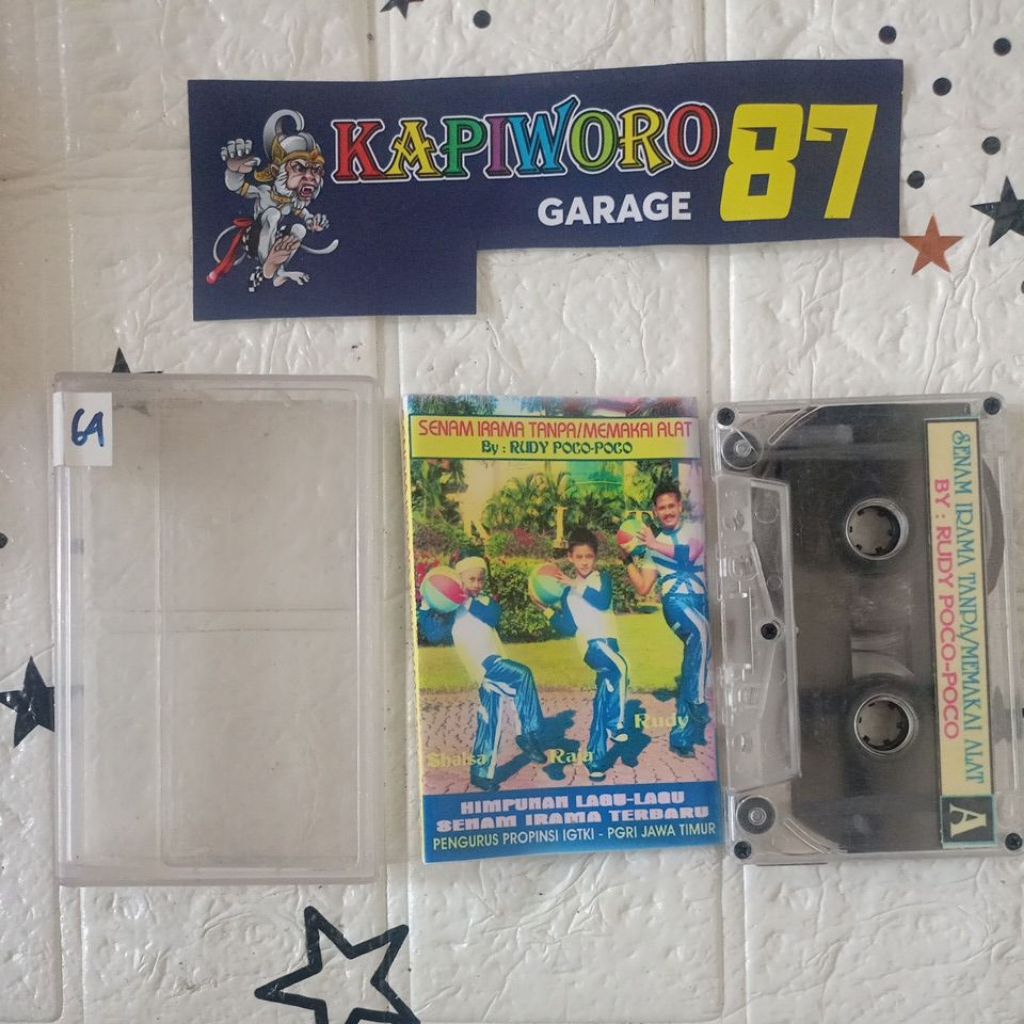 KAPIWORO 87
GARAGE
64
SENAM IRAMA TANPA/MEMAKAI ALAT
By : RUDY POCO-POCO
Shalsa
Raja
Rudy
HIMPUNAN LAGU-LAGU
SENAM IRAMA TERBARU
PENGURUS PROPINSI IGTKI - PGRI JAWA TIMUR
SENAM IRAMA TANPA/MEMAKAI ALAT
BY : RUDY POCO-POCO
A